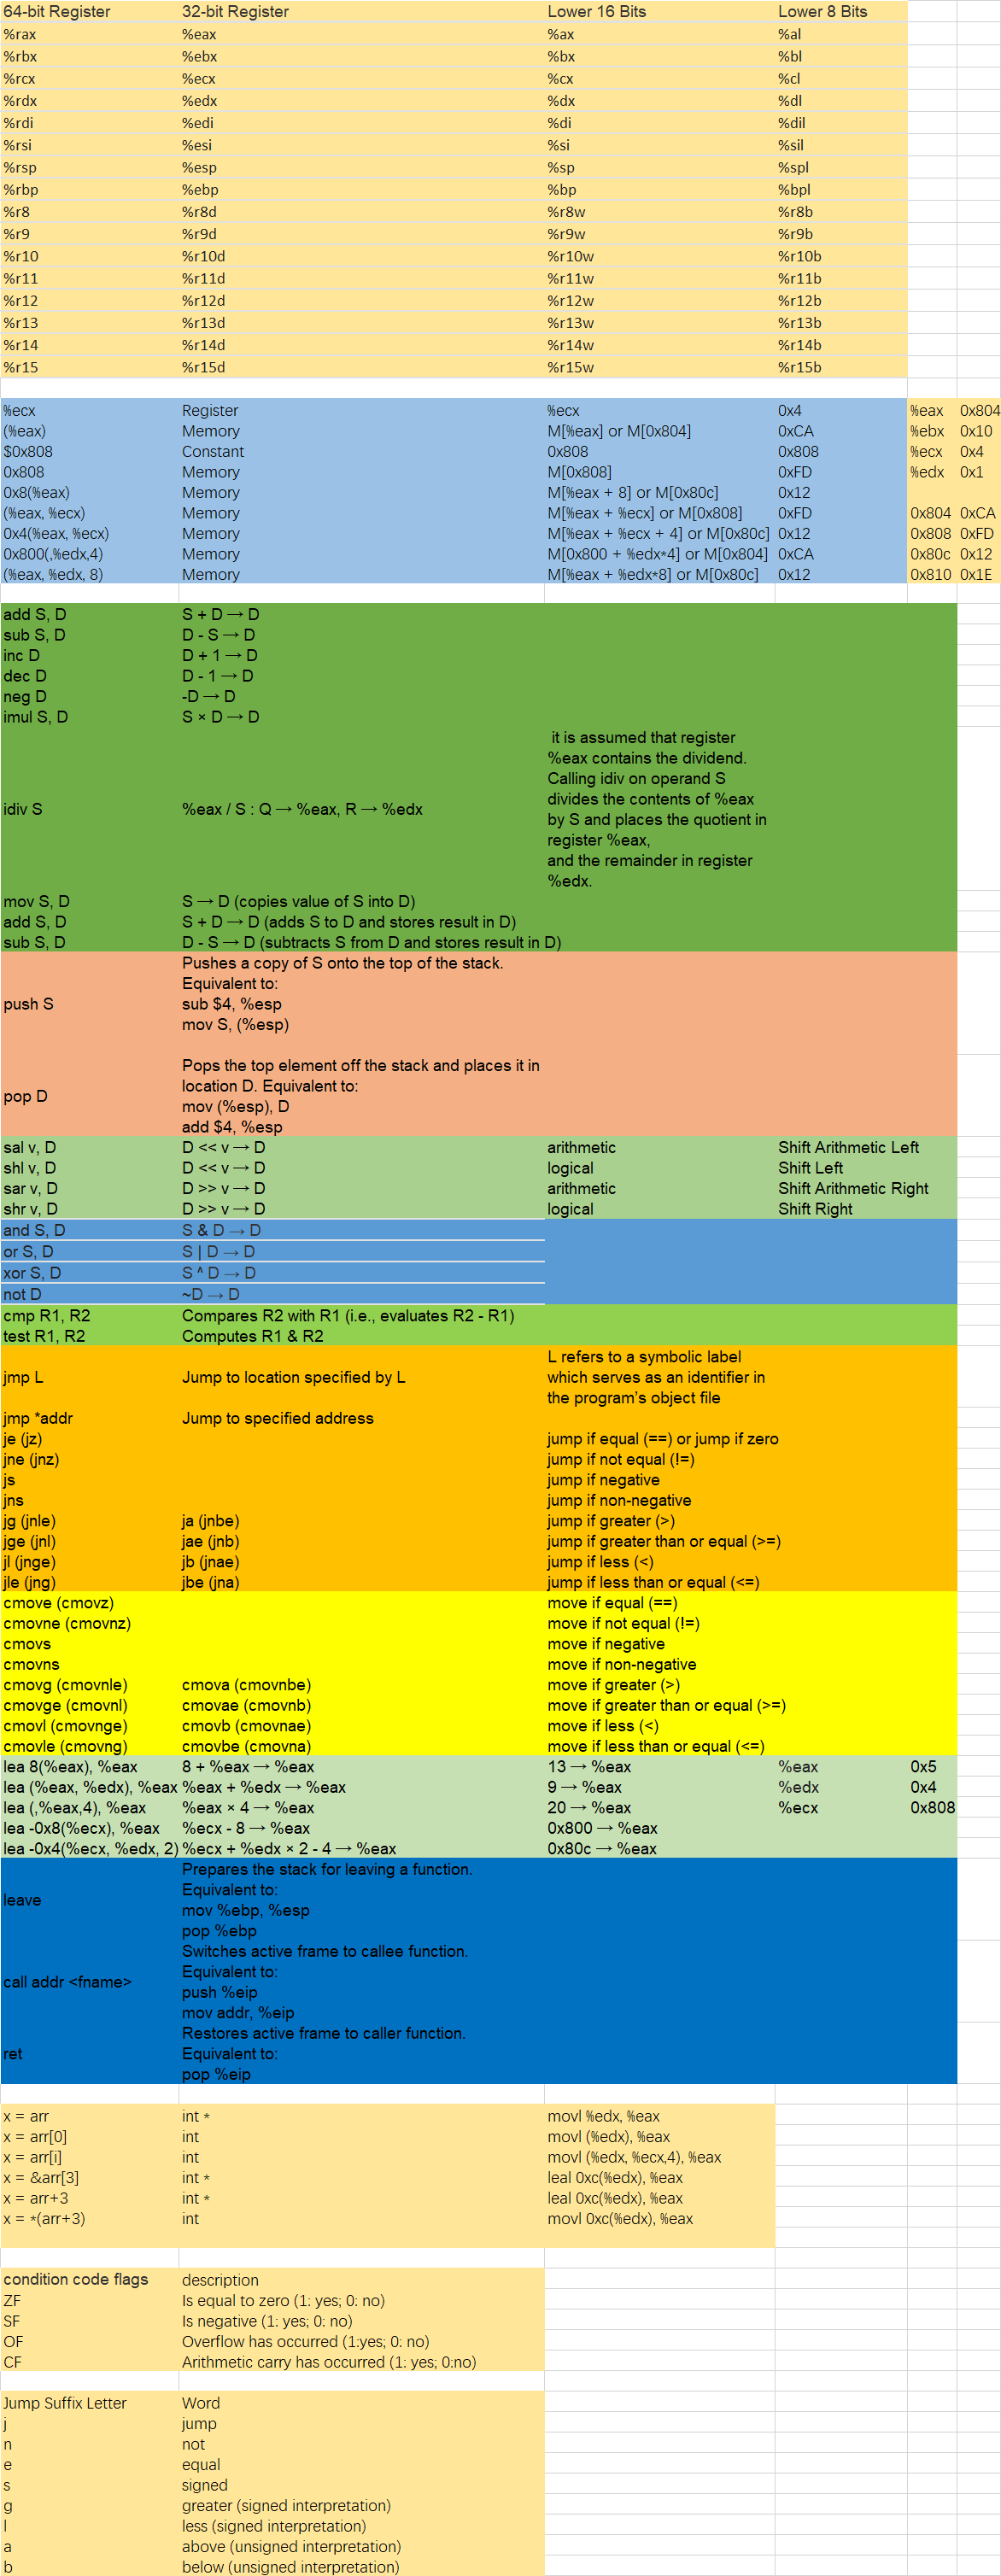 64-bit Register 32-bit Register Lower 16 Bits Lower 8 Bits
%rax %eax %ax %al
%rbx %ebx %bx %bl
%rcx %ecx %cx %cl
%rdx %edx %dx %dl
%rdi %edi %di %dil
%rsi %esi %si %sil
%rsp %esp %sp %spl
%rbp %ebp %bp %bpl
%r8 %r8d %r8w %r8b
%r9 %r9d %r9w %r9b
%r10 %r10d %r10w %r10b
%r11 %r11d %r11w %r11b
%r12 %r12d %r12w %r12b
%r13 %r13d %r13w %r13b
%r14 %r14d %r14w %r14b
%r15 %r15d %r15w %r15b
%ecx Register %ecx 0x4 %eax 0x804
(%eax) Memory M[%eax] or M[0x804] 0xCA %ebx 0x10
$0x808 Constant 0x808 0x808 %ecx 0x4
0x808 Memory M[0x808] 0xFD %edx 0x1
0x8(%eax) Memory M[%eax + 8] or M[0x80c] 0x12
(%eax, %ecx) Memory M[%eax + %ecx] or M[0x808] 0xFD 0x804 0xCA
0x4(%eax, %ecx) Memory M[%eax + %ecx + 4] or M[0x80c] 0x12 0x808 0xFD
0x800(,%edx,4) Memory M[0x800 + %edx*4] or M[0x804] 0xCA 0x80c 0x12
(%eax, %edx, 8) Memory M[%eax + %edx*8] or M[0x80c] 0x12 0x810 0x1E
add S, D S + D → D
sub S, D D - S → D
inc D D + 1 → D
dec D D - 1 → D
neg D -D → D
imul S, D S × D → D
it is assumed that register
%eax contains the dividend.
Calling idiv on operand S
idiv S %eax / S : Q → %eax, R → %edx divides the contents of %eax
by S and places the quotient in
register %eax,
and the remainder in register
%edx.
mov S, D S → D (copies value of S into D)
add S, D S + D → D (adds S to D and stores result in D)
sub S, D D - S → D (subtracts S from D and stores result in D)
Pushes a copy of S onto the top of the stack.
Equivalent to:
push S sub $4, %esp
mov S, (%esp)
Pops the top element off the stack and places it in
location D. Equivalent to:
pop D mov (%esp), D
add $4, %esp
sal v, D D << v → D arithmetic Shift Arithmetic Left
shl v, D D << v → D logical Shift Left
sar v, D D >> v → D arithmetic Shift Arithmetic Right
shr v, D D >> v → D logical Shift Right
and S, D S & D → D
or S, D S | D → D
xor S, D S ^ D → D
not D ~D → D
cmp R1, R2 Compares R2 with R1 (i.e., evaluates R2 - R1)
test R1, R2 Computes R1 & R2
L refers to a symbolic label
jmp L Jump to location specified by L which serves as an identifier in
the program's object file
jmp *addr Jump to specified address
je (jz) jump if equal (==) or jump if zero
jne (jnz) jump if not equal (!=)
js jump if negative
jns jump if non-negative
jg (jnle) ja (jnbe) jump if greater (>)
jge (jnl) jae (jnb) jump if greater than or equal (>=)
jl (jnge) jb (jnae) jump if less (<)
jle (jng) jbe (jna) jump if less than or equal (<=)
cmove (cmovz) move if equal (==)
cmovne (cmovnz) move if not equal (!=)
cmovs move if negative
cmovns move if non-negative
cmovg (cmovnle) cmova (cmovnbe) move if greater (>)
cmovge (cmovnl) cmovae (cmovnb) move if greater than or equal (>=)
cmovl (cmovnge) cmovb (cmovnae) move if less (<)
cmovle (cmovng) cmovbe (cmovna) move if less than or equal (<=)
lea 8(%eax), %eax 8 + %eax → %eax 13 → %eax %eax 0x5
lea (%eax, %edx), %eax %eax + %edx → %eax 9 → %eax %edx 0x4
lea (,%eax,4), %eax %eax × 4 → %eax 20 → %eax %ecx 0x808
lea -0x8(%ecx), %eax %ecx - 8 → %eax 0x800 → %eax
lea -0x4(%ecx, %edx, 2) %ecx + %edx × 2 - 4 → %eax 0x80c → %eax
Prepares the stack for leaving a function.
Equivalent to:
leave mov %ebp, %esp
pop %ebp
Switches active frame to callee function.
Equivalent to:
call addr <fname> push %eip
mov addr, %eip
Restores active frame to caller function.
ret Equivalent to:
pop %eip
x = arr int * movl %edx, %eax
x = arr[0] int movl (%edx), %eax
x = arr[i] int movl (%edx, %ecx,4), %eax
x = &arr[3] int * leal 0xc(%edx), %eax
x = arr+3 int * leal 0xc(%edx), %eax
x = *(arr+3) int movl 0xc(%edx), %eax
condition code flags description
ZF Is equal to zero (1: yes; 0: no)
SF Is negative (1: yes; 0: no)
OF Overflow has occurred (1:yes; 0: no)
CF Arithmetic carry has occurred (1: yes; 0:no)
Jump Suffix Letter Word
j jump
n not
e equal
s signed
g greater (signed interpretation)
l less (signed interpretation)
a above (unsigned interpretation)
b below (unsigned interpretation)